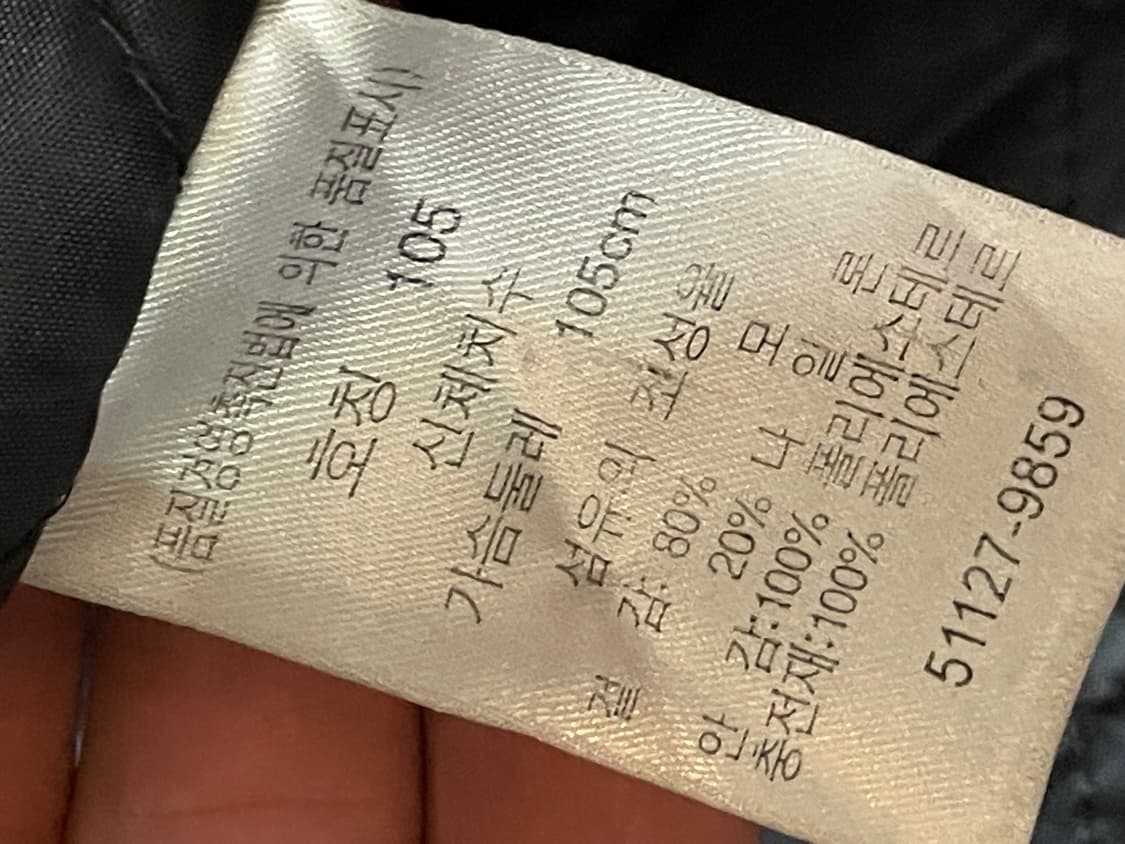 (품질경영촉진법에 의한 품질표시)
호칭 105
신체치수
가슴둘레 105cm
섬유의 조성율
겉 감: 80% 모
20% 나 일 론
안 감:100% 폴리에스테르
충전재:100% 폴리에스테르
51127-9859